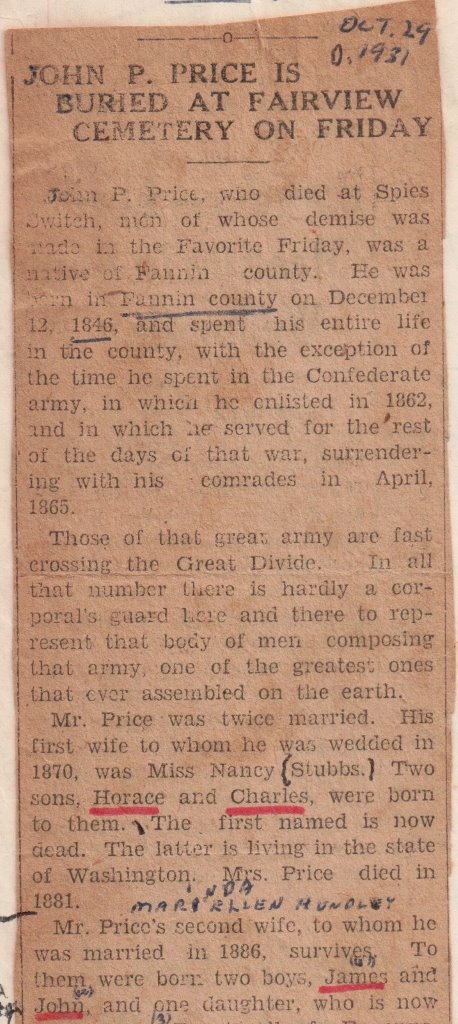 OCT. 29
D. 1931
JOHN P. PRICE IS
BURIED AT FAIRVIEW
CEMETERY ON FRIDAY
John P. Price, who died at Spies
Switch, men of whose demise was
made in the Favorite Friday, was a
native of Fannin county. He was
born in Fannin county on December
12, 1846, and spent his entire life
in the county, with the exception of
the time he spent in the Confederate
army, in which he enlisted in 1862,
and in which he served for the rest
of the days of that war, surrender-
ing with his comrades in April,
1865.
Those of that great army are fast
crossing the Great Divide. In all
that number there is hardly a cor-
poral's guard here and there to rep-
resent that body of men composing
that army, one of the greatest ones
that ever assembled on the earth.
Mr. Price was twice married. His
first wife to whom he was wedded in
1870, was Miss Nancy (Stubbs.) Two
sons, Horace and Charles, were born
to them. The first named is now
dead. The latter is living in the state
of Washington. Mrs. Price died in
1881.
INDA
MARY ELLEN HUNDLEY
Mr. Price's second wife, to whom he
was married in 1886, survives. To
them were born two boys, James and
John, and one daughter, who is now
(3)